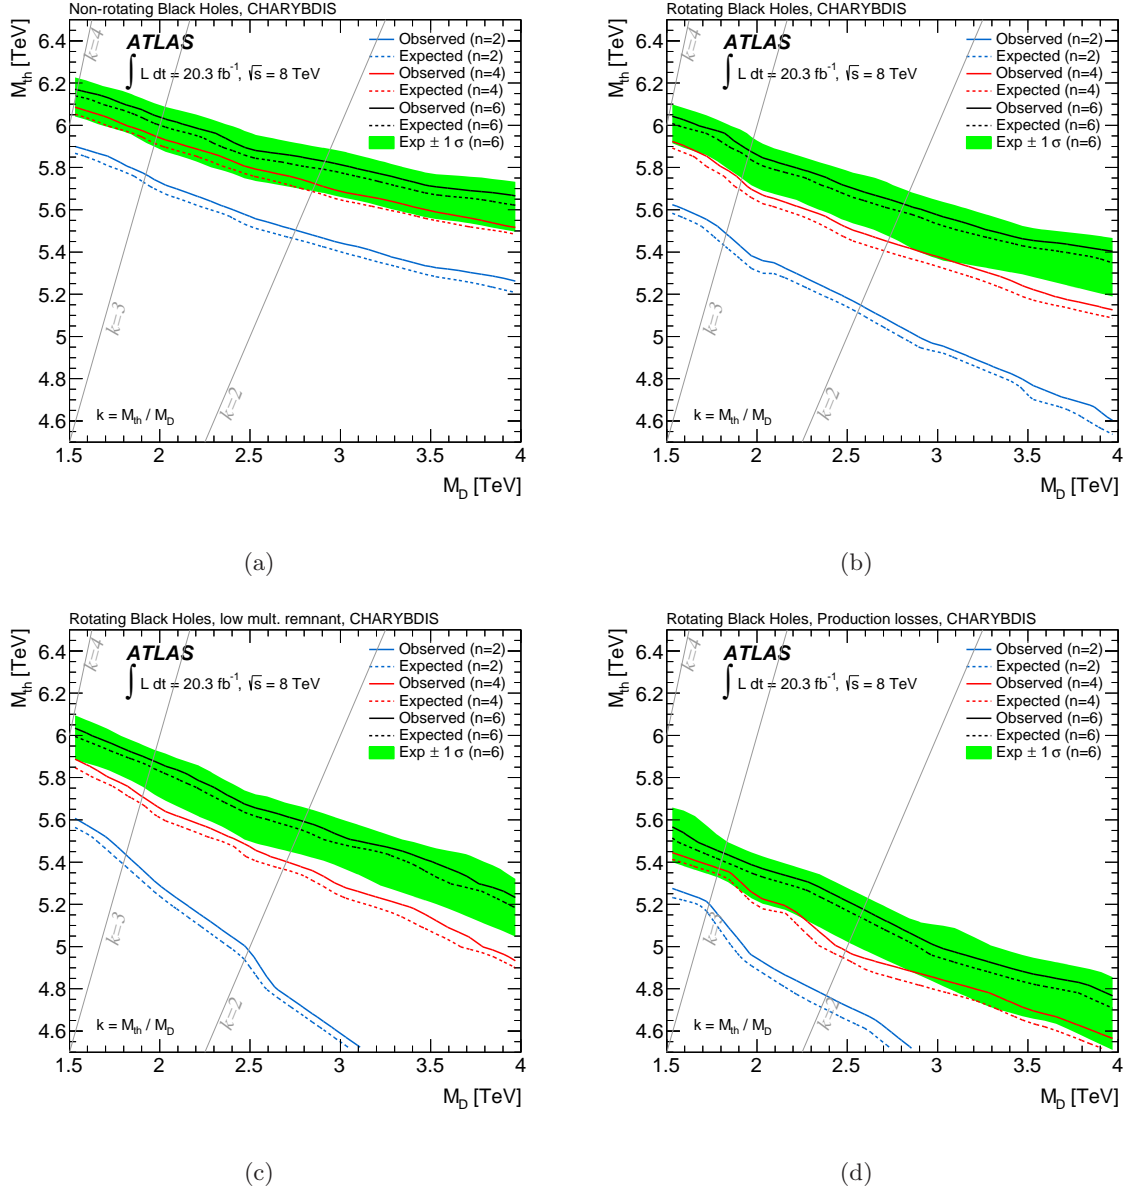 Non-rotating Black Holes, CHARYBDIS
M_th [TeV]
6.4
6.2
6
5.8
5.6
5.4
5.2
5
4.8
4.6
k=4
ATLAS
∫ L dt = 20.3 fb⁻¹, √s = 8 TeV
Observed (n=2)
Expected (n=2)
Observed (n=4)
Expected (n=4)
Observed (n=6)
Expected (n=6)
Exp ± 1 σ (n=6)
k=3
k=2
k = M_th / M_D
1.5 2 2.5 3 3.5 4
M_D [TeV]
(a)
Rotating Black Holes, CHARYBDIS
M_th [TeV]
6.4
6.2
6
5.8
5.6
5.4
5.2
5
4.8
4.6
k=4
ATLAS
∫ L dt = 20.3 fb⁻¹, √s = 8 TeV
Observed (n=2)
Expected (n=2)
Observed (n=4)
Expected (n=4)
Observed (n=6)
Expected (n=6)
Exp ± 1 σ (n=6)
k=3
k=2
k = M_th / M_D
1.5 2 2.5 3 3.5 4
M_D [TeV]
(b)
Rotating Black Holes, low mult. remnant, CHARYBDIS
M_th [TeV]
6.4
6.2
6
5.8
5.6
5.4
5.2
5
4.8
4.6
k=4
ATLAS
∫ L dt = 20.3 fb⁻¹, √s = 8 TeV
Observed (n=2)
Expected (n=2)
Observed (n=4)
Expected (n=4)
Observed (n=6)
Expected (n=6)
Exp ± 1 σ (n=6)
k=3
k=2
k = M_th / M_D
1.5 2 2.5 3 3.5 4
M_D [TeV]
(c)
Rotating Black Holes, Production losses, CHARYBDIS
M_th [TeV]
6.4
6.2
6
5.8
5.6
5.4
5.2
5
4.8
4.6
k=4
ATLAS
∫ L dt = 20.3 fb⁻¹, √s = 8 TeV
Observed (n=2)
Expected (n=2)
Observed (n=4)
Expected (n=4)
Observed (n=6)
Expected (n=6)
Exp ± 1 σ (n=6)
k=3
k=2
k = M_th / M_D
1.5 2 2.5 3 3.5 4
M_D [TeV]
(d)